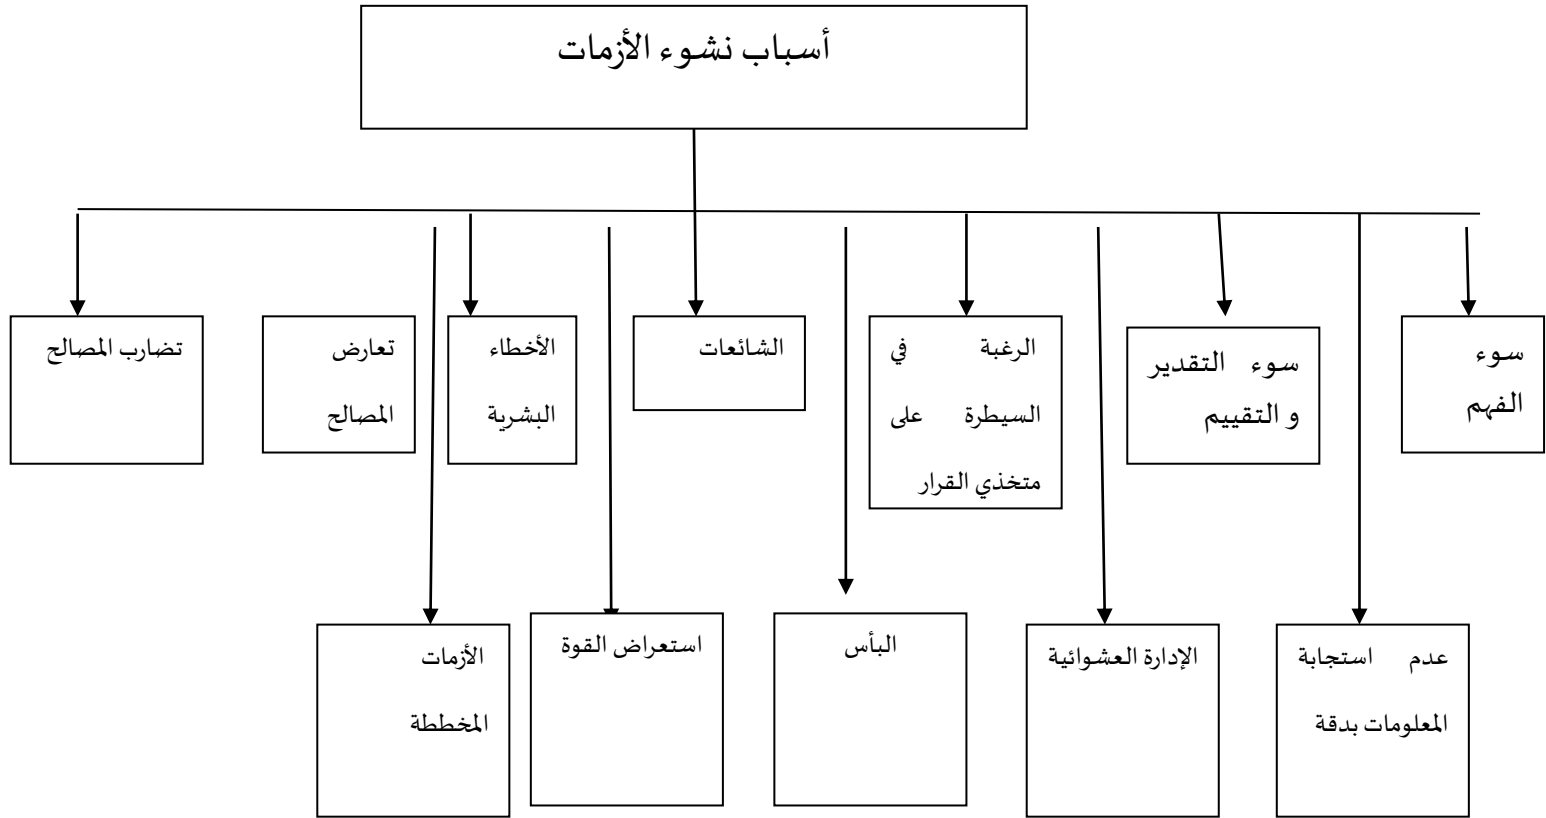 أسباب نشوء الأزمات
سوء
الفهم
سوء التقدير
و التقييم
الرغبة في
السيطرة على
متخذي القرار
الشائعات
الأخطاء
البشرية
تعارض
المصالح
تضارب المصالح
عدم استجابة
المعلومات بدقة
الإدارة العشوائية
البأس
استعراض القوة
الأزمات
المخططة